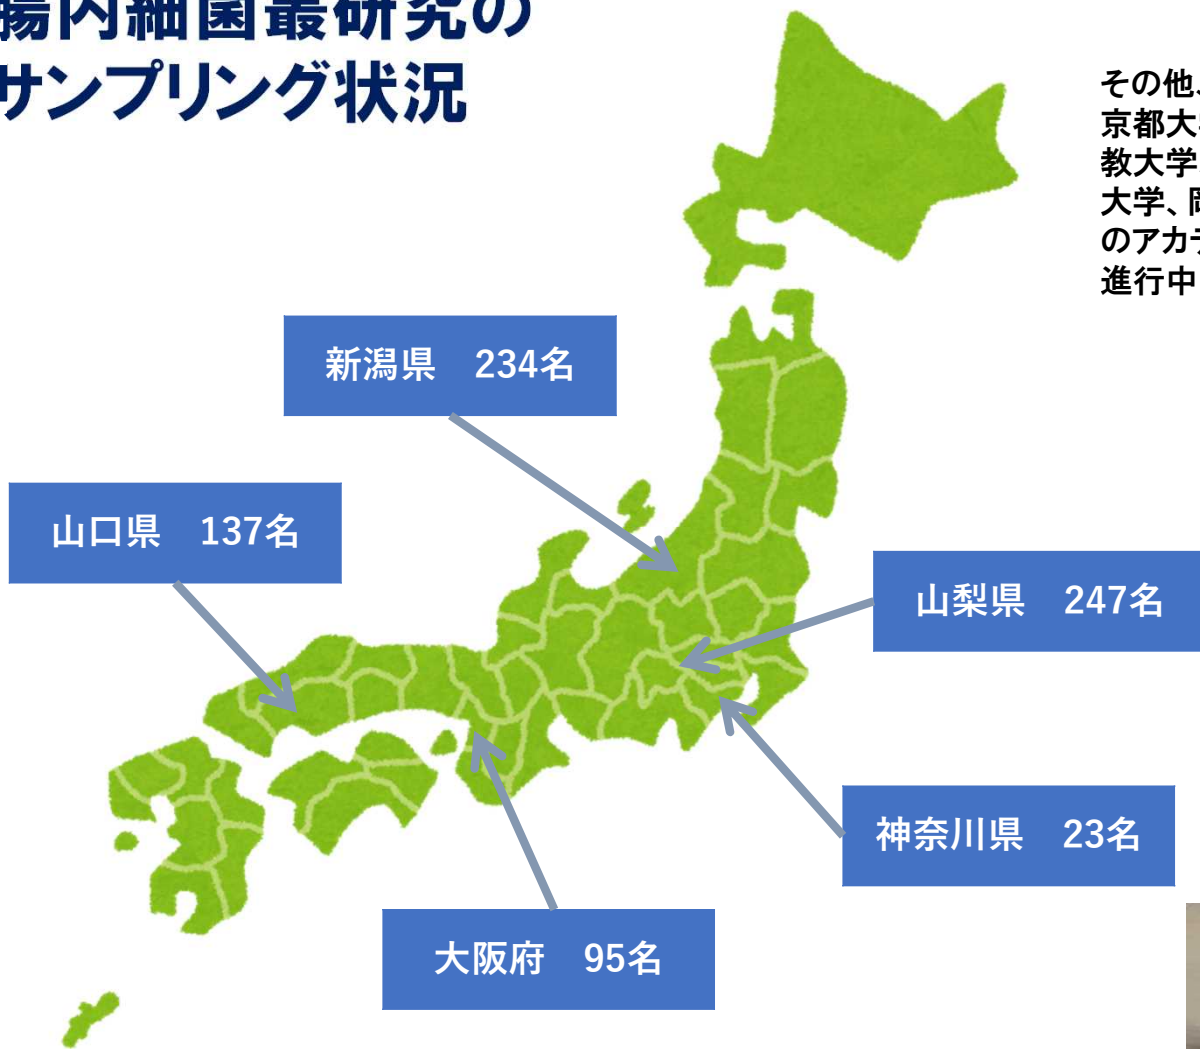 腸内細菌叢研究の
サンプリング状況
その他、
京都大
教大学
大学、岡
のアカデ
進行中
新潟県　234名
山口県　137名
山梨県　247名
神奈川県　23名
大阪府　95名